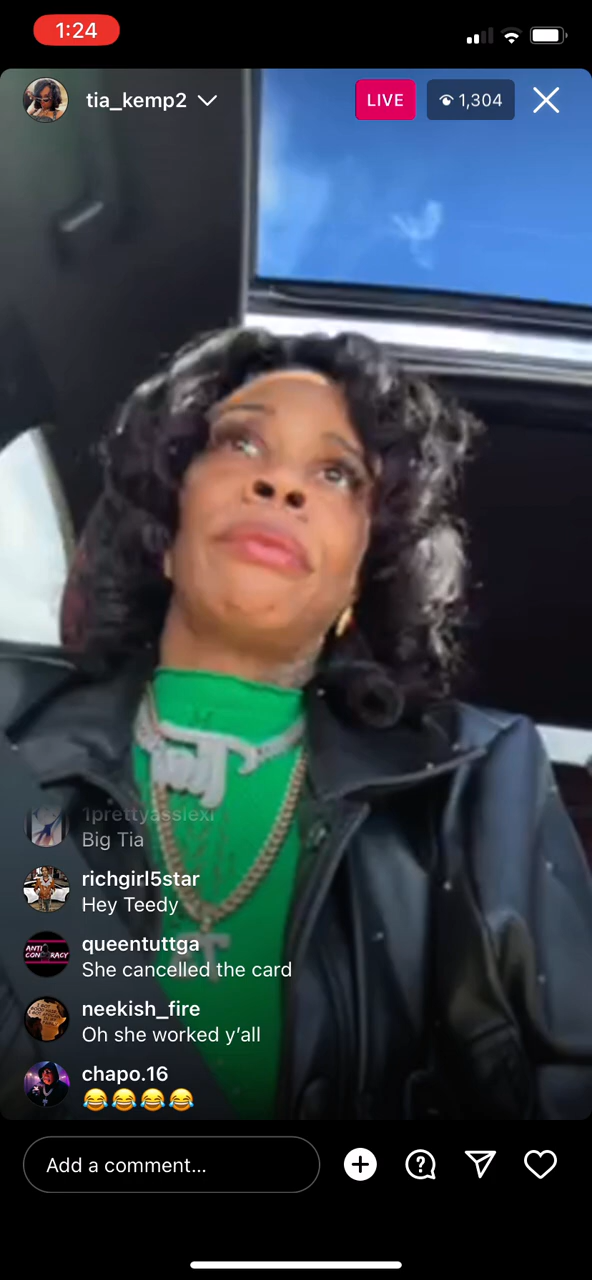 1:24
tia_kemp2
LIVE
1,304
1prettyasslexi
Big Tia
richgirl5star
Hey Teedy
queentuttga
She cancelled the card
neekish_fire
Oh she worked y’all
chapo.16
😂😂😂😂
Add a comment...